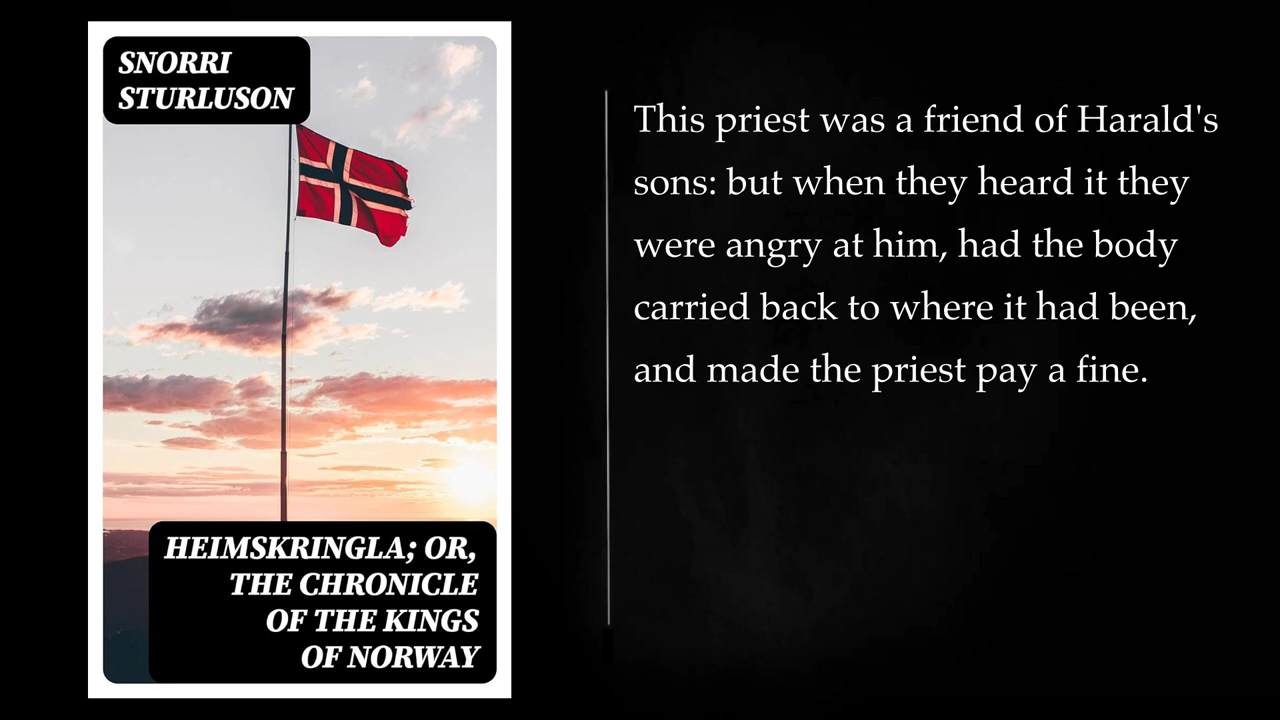 SNORRI
STURLUSON
HEIMSKRINGLA; OR,
THE CHRONICLE
OF THE KINGS
OF NORWAY
This priest was a friend of Harald's
sons: but when they heard it they
were angry at him, had the body
carried back to where it had been,
and made the priest pay a fine.